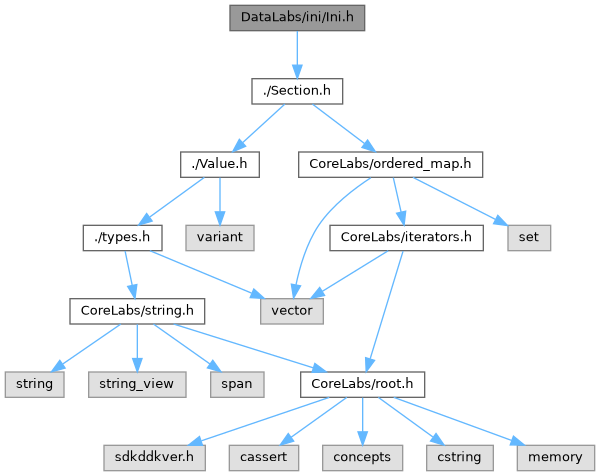 DataLabs/ini/Ini.h
./Section.h
./Value.h
CoreLabs/ordered_map.h
./types.h
variant
CoreLabs/iterators.h
set
CoreLabs/string.h
vector
string
string_view
span
CoreLabs/root.h
sdkddkver.h
cassert
concepts
cstring
memory